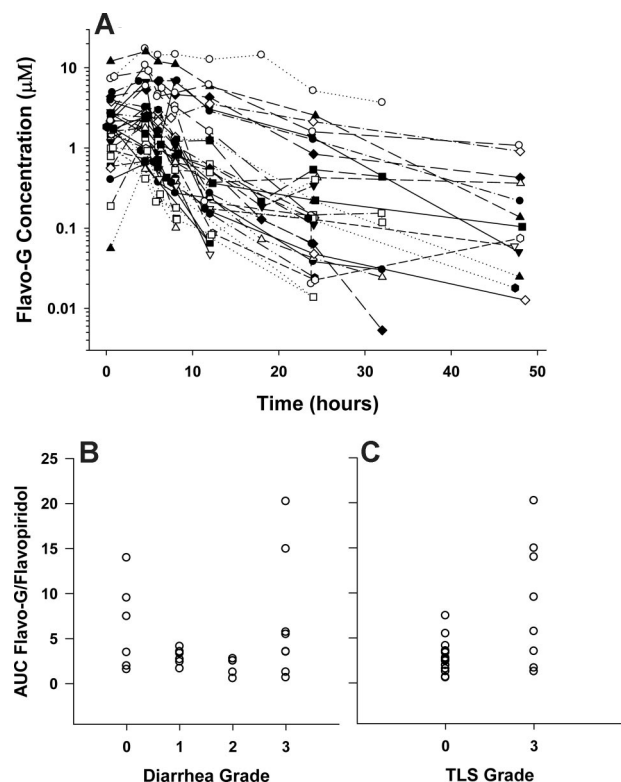 A
Flavo-G Concentration (μM)
10
1
0.1
0.01
0 10 20 30 40 50
Time (hours)
B
C
AUC Flavo-G/Flavopiridol
25
20
15
10
5
0
0 1 2 3
0 3
Diarrhea Grade
TLS Grade